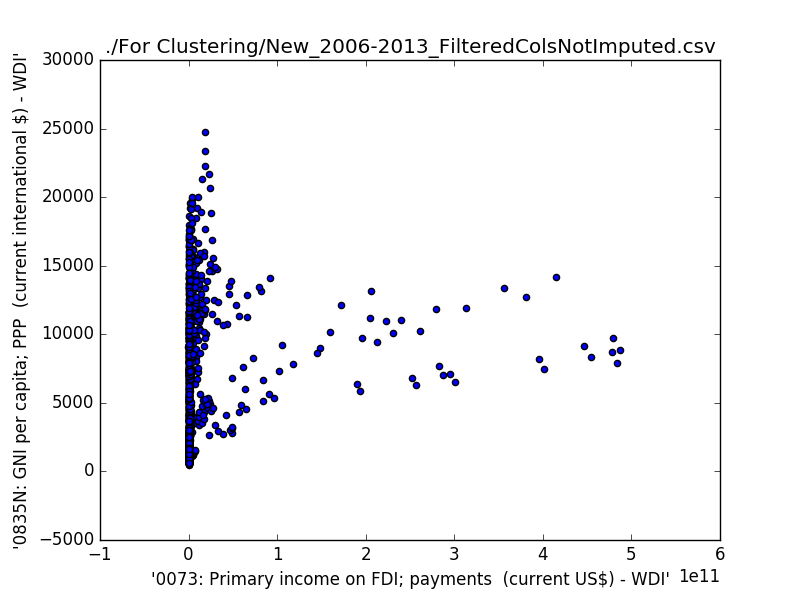 ./For Clustering/New_2006-2013_FilteredColsNotImputed.csv
'0835N: GNI per capita; PPP  (current international $) - WDI'
30000
25000
20000
15000
10000
5000
0
−5000
−1 0 1 2 3 4 5 6
1e11
'0073: Primary income on FDI; payments  (current US$) - WDI'